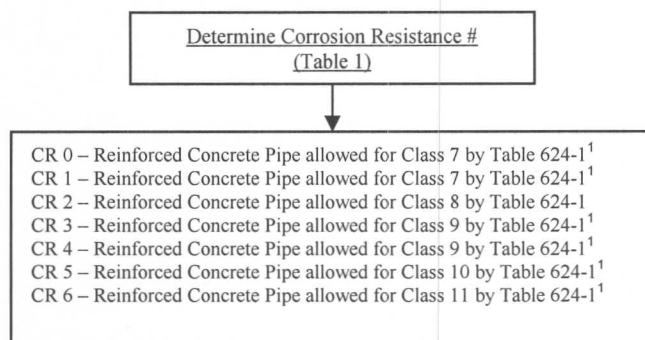 Determine Corrosion Resistance #
(Table 1)
CR 0 – Reinforced Concrete Pipe allowed for Class 7 by Table 624-1¹
CR 1 – Reinforced Concrete Pipe allowed for Class 7 by Table 624-1¹
CR 2 – Reinforced Concrete Pipe allowed for Class 8 by Table 624-1
CR 3 – Reinforced Concrete Pipe allowed for Class 9 by Table 624-1¹
CR 4 – Reinforced Concrete Pipe allowed for Class 9 by Table 624-1¹
CR 5 – Reinforced Concrete Pipe allowed for Class 10 by Table 624-1¹
CR 6 – Reinforced Concrete Pipe allowed for Class 11 by Table 624-1¹